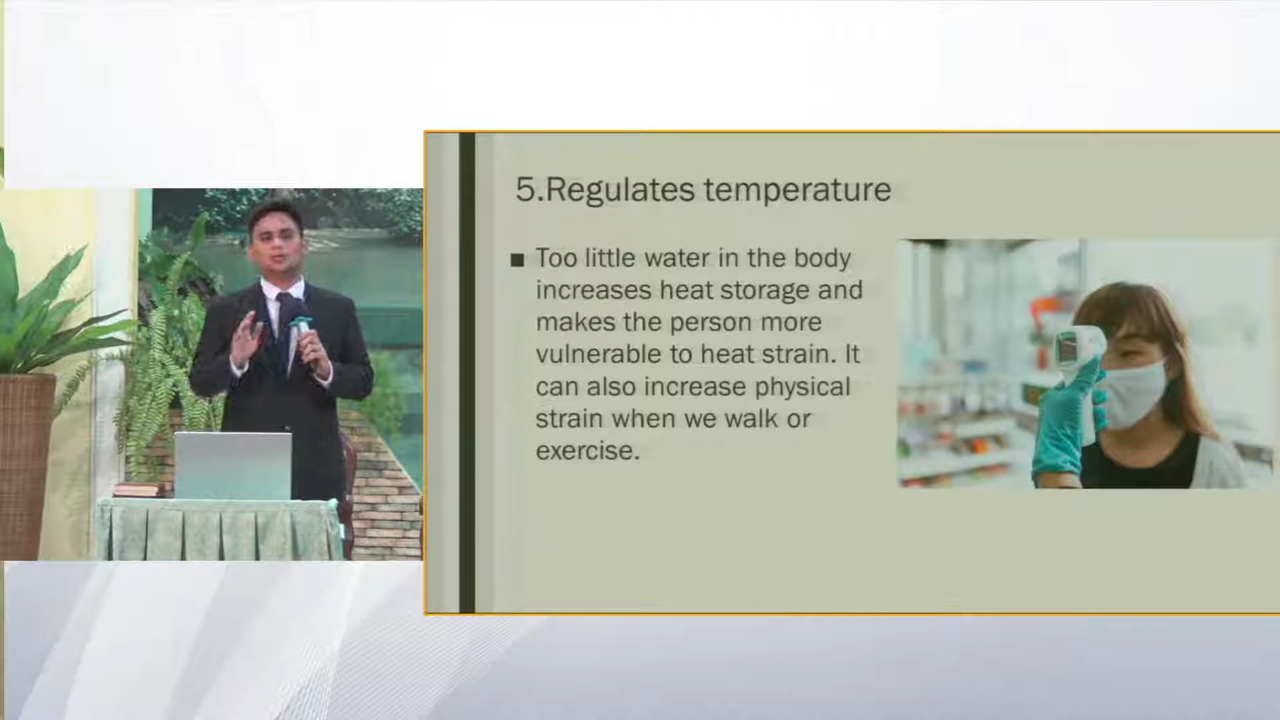 5.Regulates temperature
■ Too little water in the body
increases heat storage and
makes the person more
vulnerable to heat strain. It
can also increase physical
strain when we walk or
exercise.